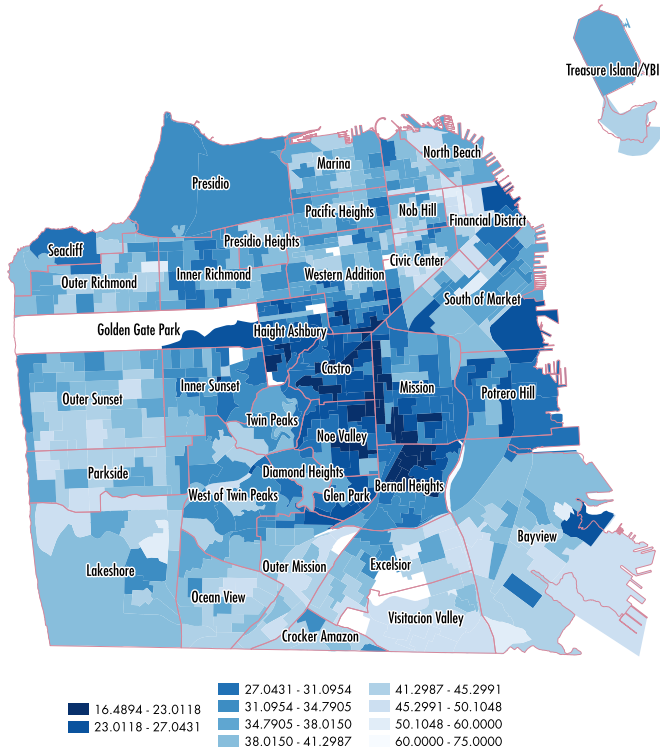 Treasure Island/YBI
North Beach
Marina
Presidio
Pacific Heights
Nob Hill
Financial District
Seacliff
Presidio Heights
Outer Richmond
Inner Richmond
Western Addition
Civic Center
South of Market
Golden Gate Park
Haight Ashbury
Castro
Inner Sunset
Mission
Potrero Hill
Outer Sunset
Twin Peaks
Noe Valley
Parkside
Diamond Heights
West of Twin Peaks
Glen Park
Bernal Heights
Bayview
Lakeshore
Outer Mission
Excelsior
Ocean View
Visitacion Valley
Crocker Amazon
16.4894 - 23.0118
23.0118 - 27.0431
27.0431 - 31.0954
31.0954 - 34.7905
34.7905 - 38.0150
38.0150 - 41.2987
41.2987 - 45.2991
45.2991 - 50.1048
50.1048 - 60.0000
60.0000 - 75.0000